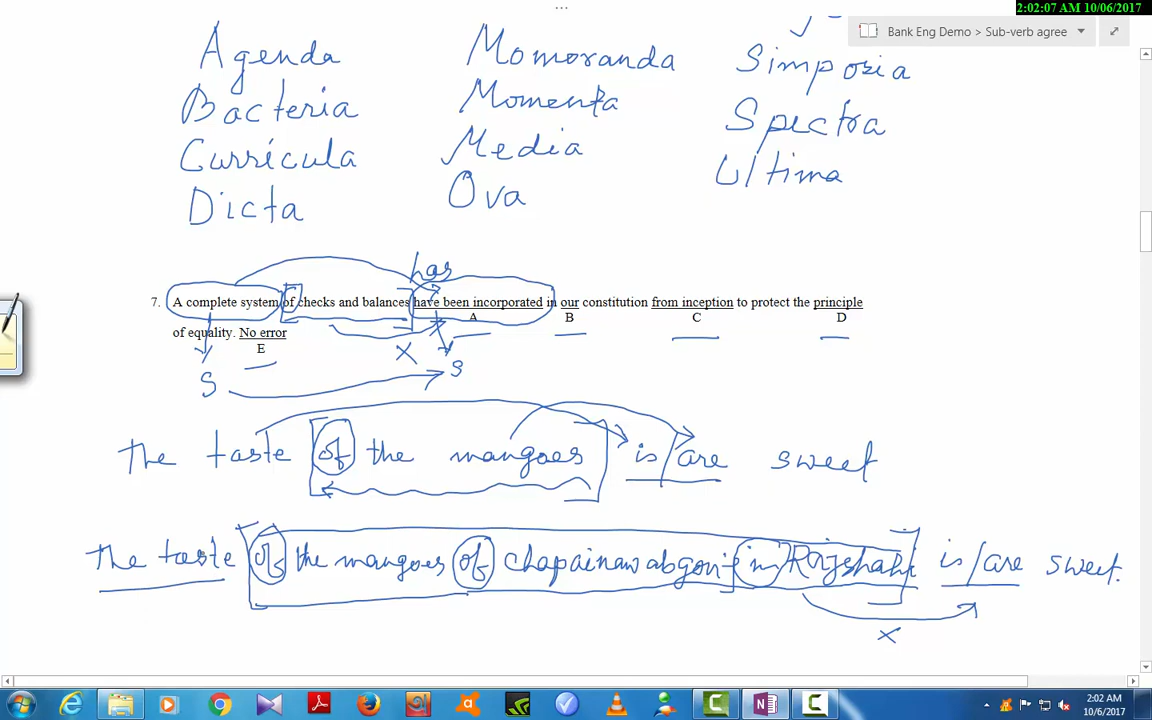 2:02:07 AM 10/06/2017
Bank Eng Demo > Sub-verb agree
Agenda Momoranda Simposia
Bacteria Momenta Spectra
Curricula Media Ultima
Dicta Ova
has
7. A complete system of checks and balances have been incorporated in our constitution from inception to protect the principle
A B C D
of equality. No error
E
X S
S
The taste of the mangoes is/are sweet
The taste of the mangoes of chapainawabgonj in Rajshahi is/are sweet.
X
2:02 AM
10/6/2017